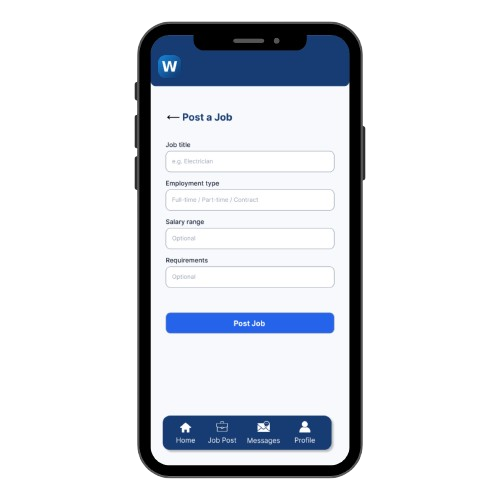 W
← Post a Job
Job title
e.g. Electrician
Employment type
Full-time / Part-time / Contract
Salary range
Optional
Requirements
Optional
Post Job
Home Job Post Messages Profile